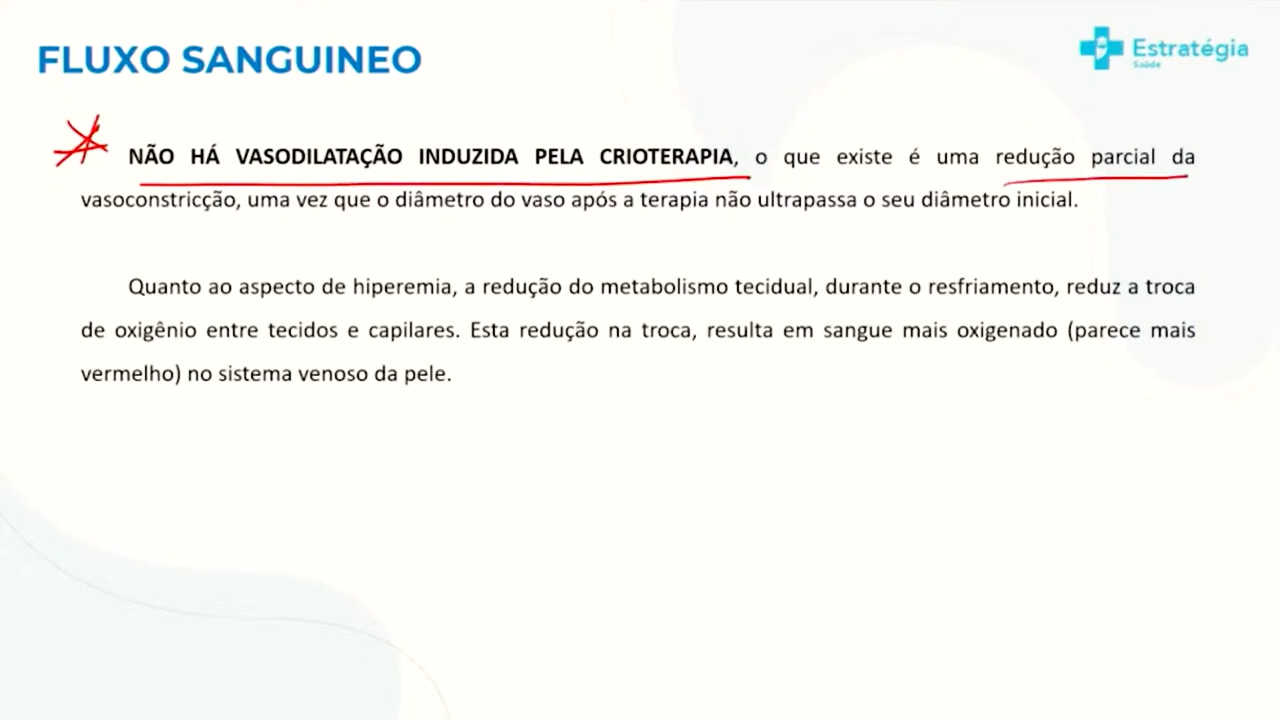 FLUXO SANGUINEO
Estratégia
Saúde
NÃO HÁ VASODILATAÇÃO INDUZIDA PELA CRIOTERAPIA, o que existe é uma redução parcial da
vasoconstricção, uma vez que o diâmetro do vaso após a terapia não ultrapassa o seu diâmetro inicial.
Quanto ao aspecto de hiperemia, a redução do metabolismo tecidual, durante o resfriamento, reduz a troca
de oxigênio entre tecidos e capilares. Esta redução na troca, resulta em sangue mais oxigenado (parece mais
vermelho) no sistema venoso da pele.